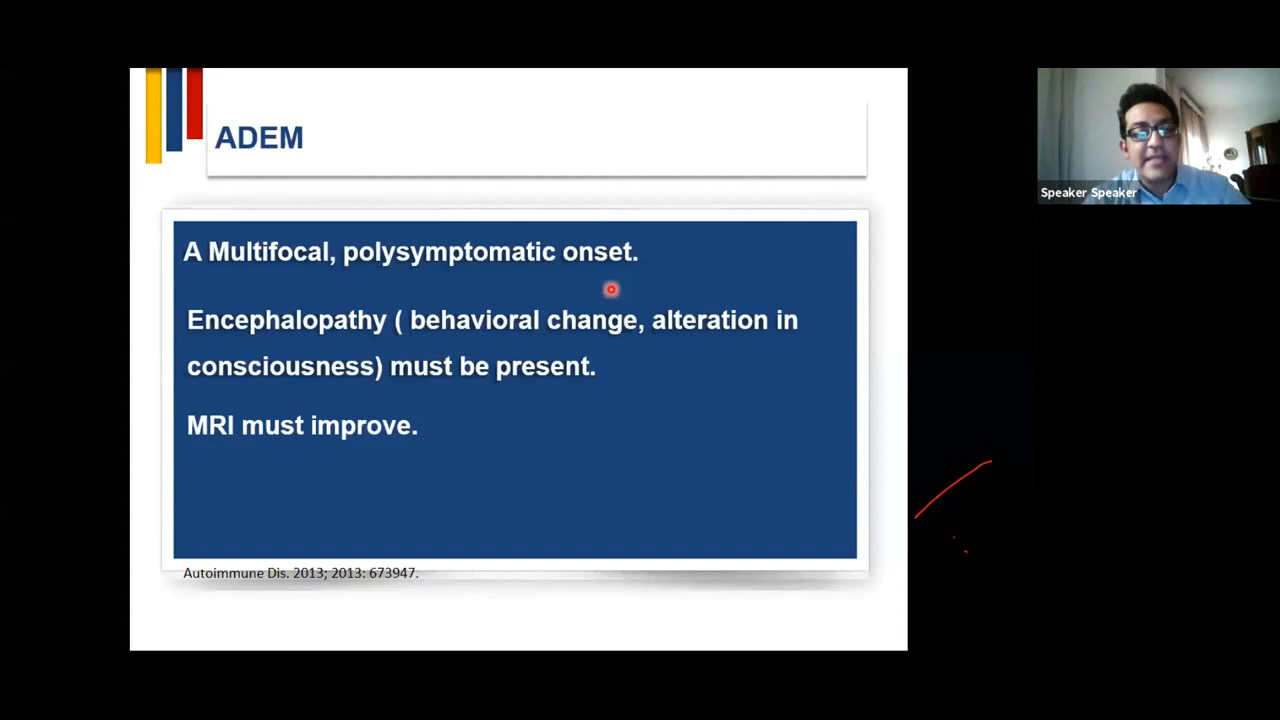 ADEM
A Multifocal, polysymptomatic onset.
Encephalopathy ( behavioral change, alteration in
consciousness) must be present.
MRI must improve.
Autoimmune Dis. 2013; 2013: 673947.
Speaker Speaker